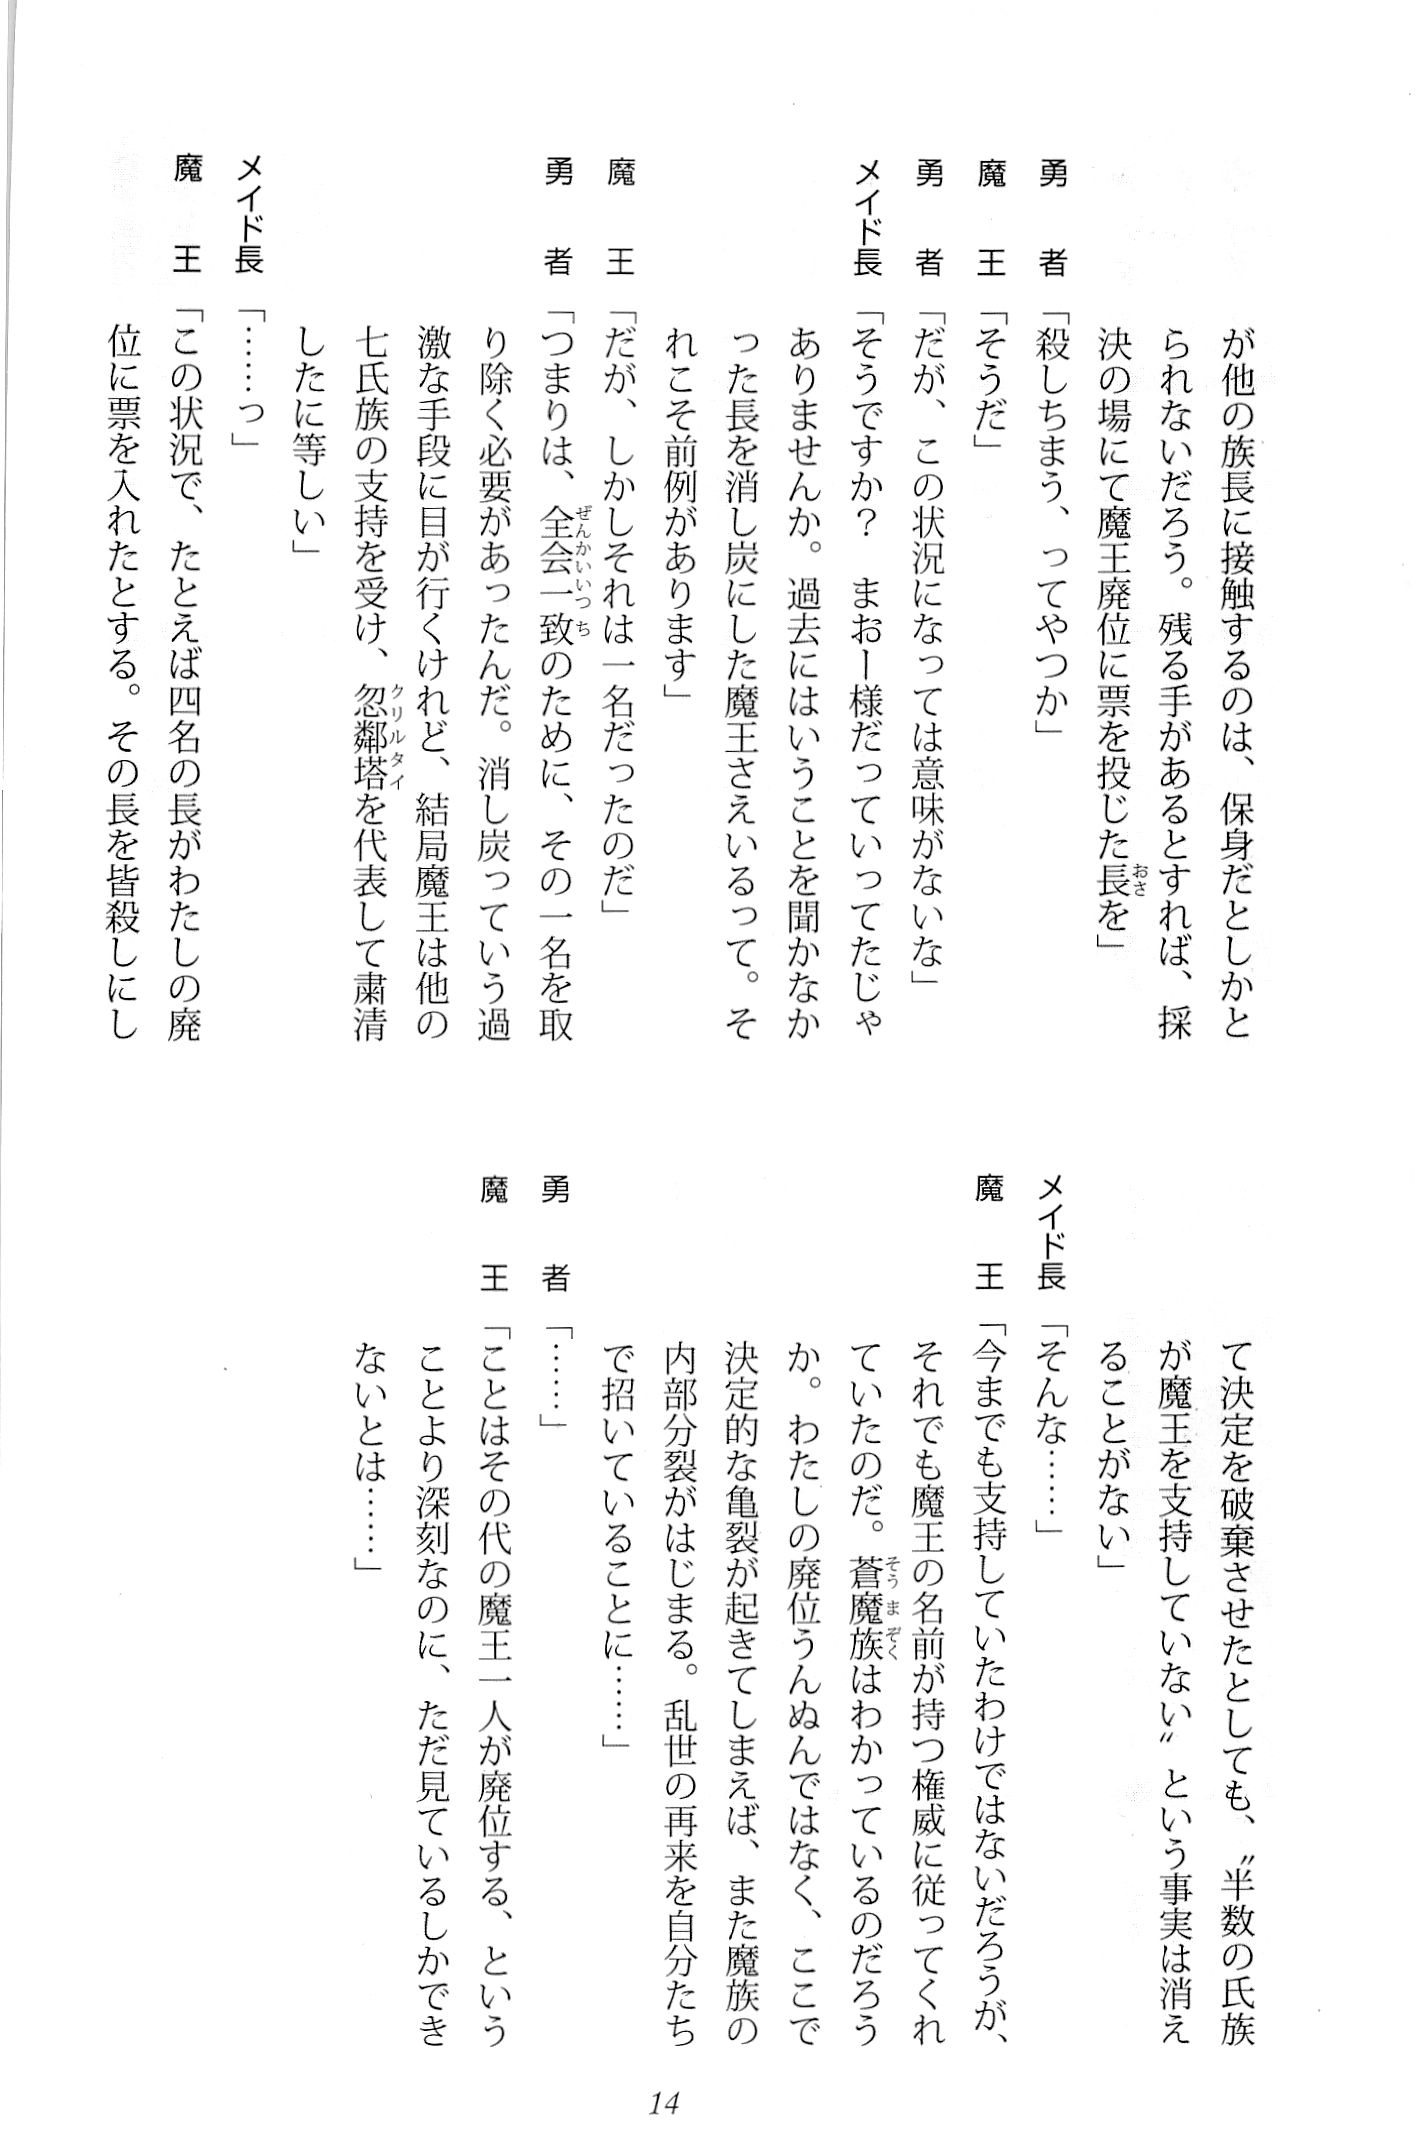 が他の族長に接触するのは、保身だとしかと
られないだろう。残る手があるとすれば、採
決の場にて魔王廃位に票を投じた長を」
勇　者「殺しちまう、ってやつか」
魔　王「そうだ」
勇　者「だが、この状況になっては意味がないな」
メイド長「そうですか？　まおー様だっていってたじゃ
ありませんか。過去にはいうことを聞かなか
った長を消し炭にした魔王さえいるって。そ
れこそ前例があります」
魔　王「だが、しかしそれは一名だったのだ」
勇　者「つまりは、全会一致のために、その一名を取
り除く必要があったんだ。消し炭っていう過
激な手段に目が行くけれど、結局魔王は他の
七氏族の支持を受け、忽鄰塔を代表して粛清
したに等しい」
メイド長「……っ」
魔　王「この状況で、たとえば四名の長がわたしの廃
位に票を入れたとする。その長を皆殺しにし
て決定を破棄させたとしても、〝半数の氏族
が魔王を支持していない〟という事実は消え
ることがない」
メイド長「そんな……」
魔　王「今までも支持していたわけではないだろうが、
それでも魔王の名前が持つ権威に従ってくれ
ていたのだ。蒼魔族はわかっているのだろう
か。わたしの廃位うんぬんではなく、ここで
決定的な亀裂が起きてしまえば、また魔族の
内部分裂がはじまる。乱世の再来を自分たち
で招いていることに……」
勇　者「……」
魔　王「ことはその代の魔王一人が廃位する、という
ことより深刻なのに、ただ見ているしかでき
ないとは……」
14